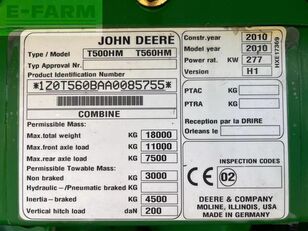 E-FARM
JOHN DEERE
Type / Model T500HM T560HM
Typ Approval Nr.
Product Identification Number
*1Z0T560BAA0085755*
COMBINE
Permissible Mass:
Max.total weight KG 18000
Max.front axle load KG 11000
Max.rear axle load KG 7500
Permissible Towable Mass:
Non braked KG 3000
Hydraulic-/Pneumatic braked KG
Inertia-braked KG 4500
Vertical hitch load daN 200
Constr.year 2010
Model year 2010
Power rat. KW 277
Version H1
HXE17369
PTAC KG
PTRA KG
Reception par la DRIRE
Orleans le
INSPECTION CODES
CE 02
DEERE & COMPANY
MOLINE, ILLINOIS, USA
MADE IN GERMANY